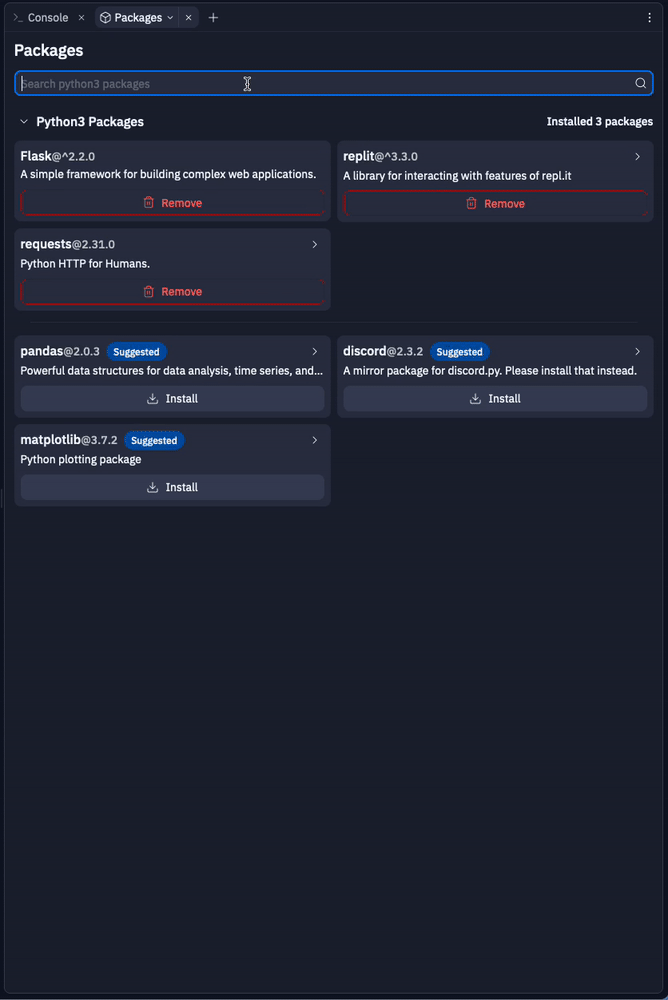 Console
Packages
Packages
Search python3 packages
Python3 Packages
Installed 3 packages
Flask@^2.2.0
A simple framework for building complex web applications.
Remove
replit@^3.3.0
A library for interacting with features of repl.it
Remove
requests@2.31.0
Python HTTP for Humans.
Remove
pandas@2.0.3 Suggested
Powerful data structures for data analysis, time series, and...
Install
discord@2.3.2 Suggested
A mirror package for discord.py. Please install that instead.
Install
matplotlib@3.7.2 Suggested
Python plotting package
Install